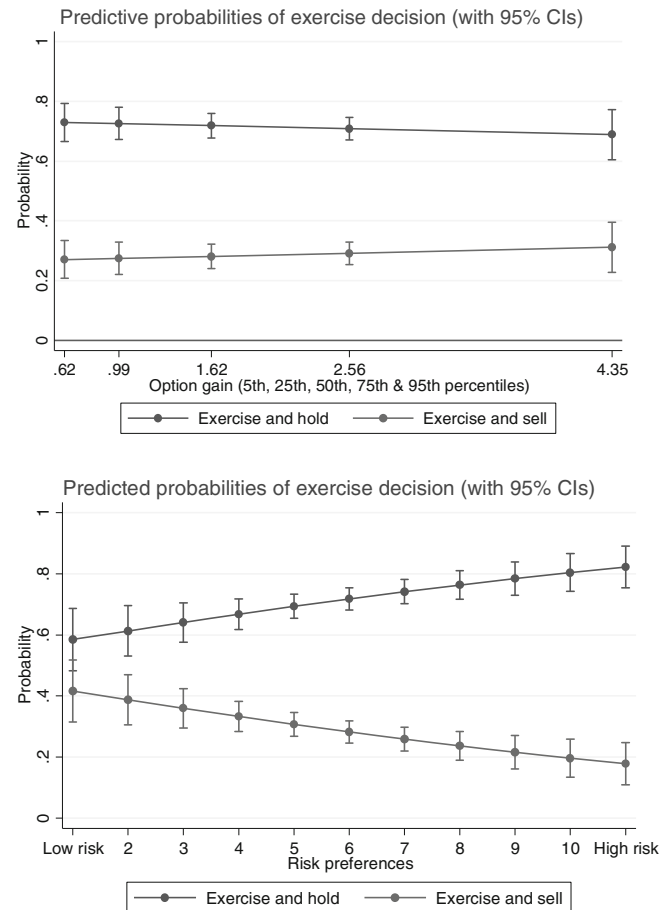 Predictive probabilities of exercise decision (with 95% CIs)
1
.8
.6
.4
0.2
0
Probability
.62 .99 1.62 2.56 4.35
Option gain (5th, 25th, 50th, 75th & 95th percentiles)
Exercise and hold Exercise and sell
Predicted probabilities of exercise decision (with 95% CIs)
1
.8
.6
.4
.2
0
Probability
Low risk 2 3 4 5 6 7 8 9 10 High risk
Risk preferences
Exercise and hold Exercise and sell